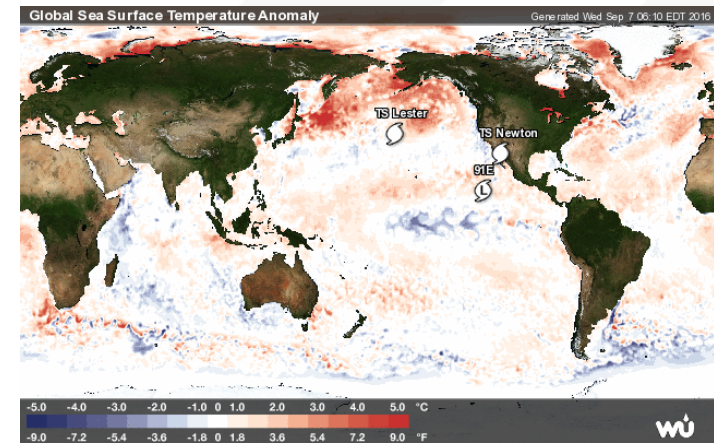 Global Sea Surface Temperature Anomaly
Generated Wed Sep 7 06:10 EDT 2016
TS Lester
TS Newton
91E
L
-5.0 -4.0 -3.0 -2.0 -1.0 0 1.0 2.0 3.0 4.0 5.0 °C
-9.0 -7.2 -5.4 -3.6 -1.8 0 1.8 3.6 5.4 7.2 9.0 °F
wu